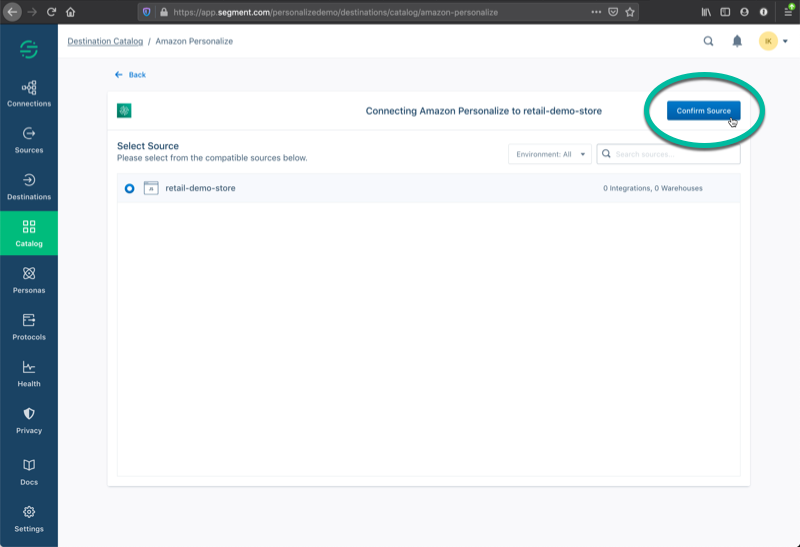 https://app.segment.com/personalizedemo/destinations/catalog/amazon-personalize
Destination Catalog / Amazon Personalize
IK
Back
Connecting Amazon Personalize to retail-demo-store
Confirm Source
Select Source
Please select from the compatible sources below.
Environment: All
Search sources...
JS
retail-demo-store
0 Integrations, 0 Warehouses
Connections
Sources
Destinations
Catalog
Personas
Protocols
Health
Privacy
Docs
Settings